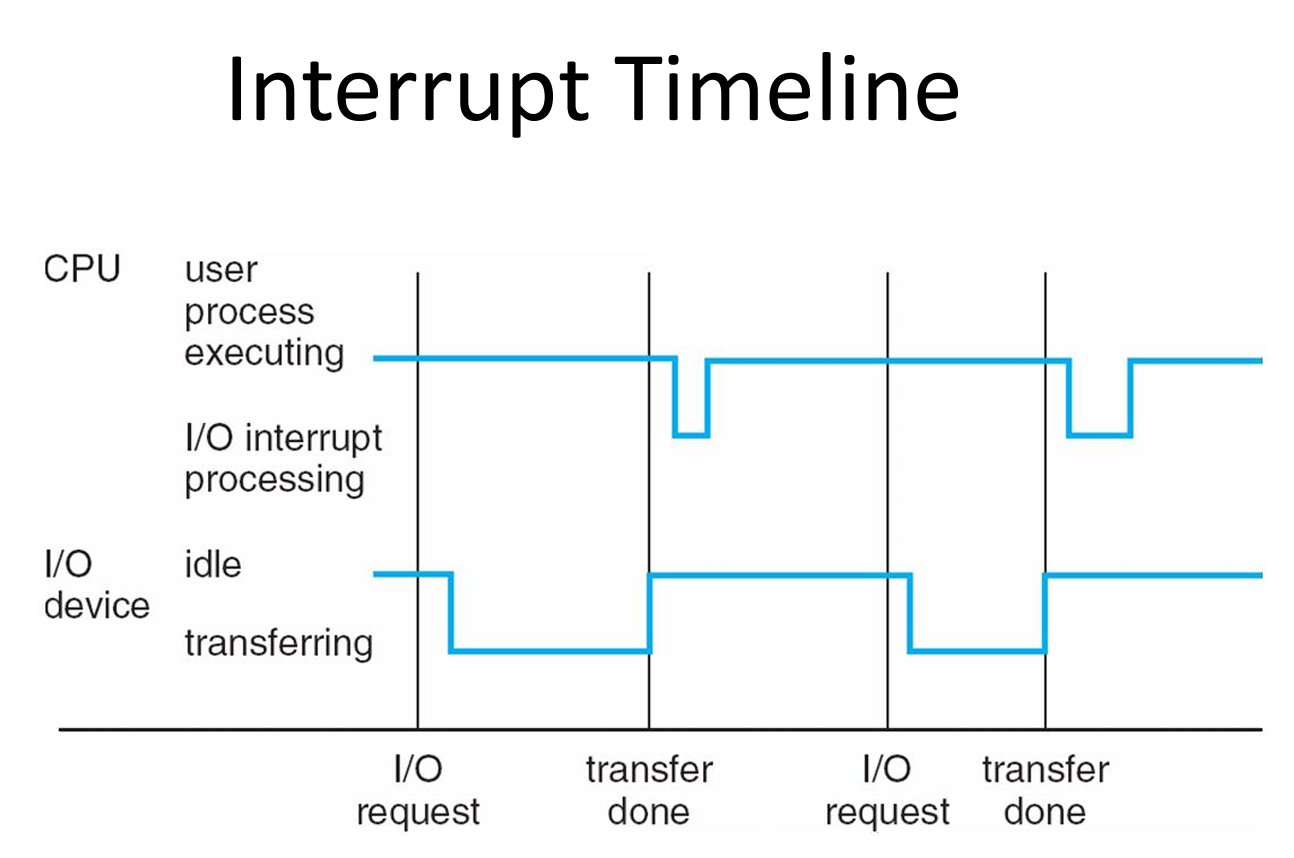 Interrupt Timeline
CPU
user
process
executing
I/O interrupt
processing
I/O
device
idle
transferring
I/O
request
transfer
done
I/O
request
transfer
done